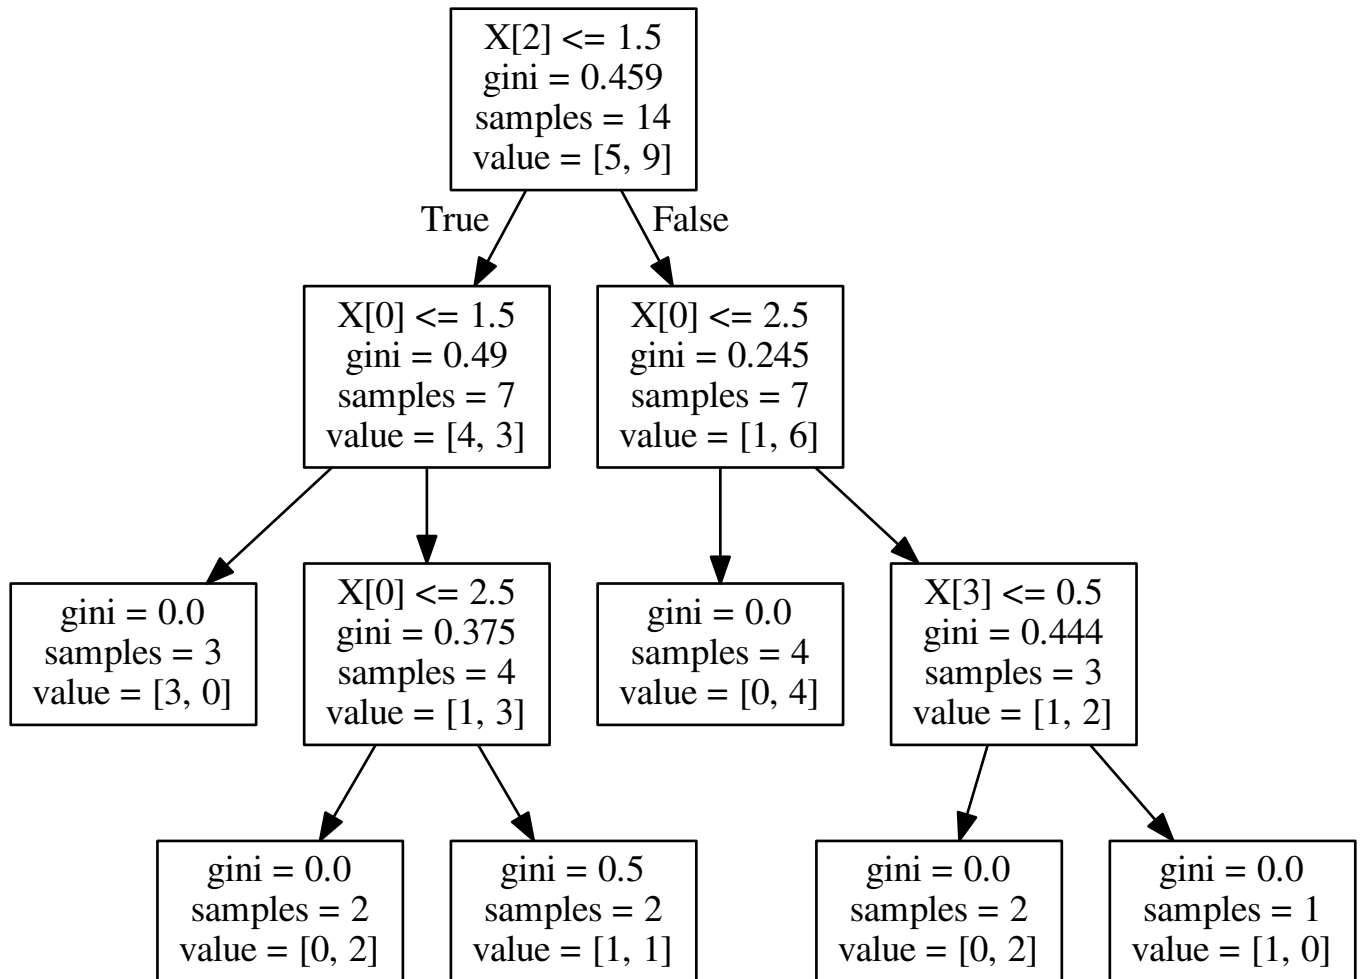 X[2] <= 1.5
gini = 0.459
samples = 14
value = [5, 9]
True
False
X[0] <= 1.5
gini = 0.49
samples = 7
value = [4, 3]
X[0] <= 2.5
gini = 0.245
samples = 7
value = [1, 6]
gini = 0.0
samples = 3
value = [3, 0]
X[0] <= 2.5
gini = 0.375
samples = 4
value = [1, 3]
gini = 0.0
samples = 4
value = [0, 4]
X[3] <= 0.5
gini = 0.444
samples = 3
value = [1, 2]
gini = 0.0
samples = 2
value = [0, 2]
gini = 0.5
samples = 2
value = [1, 1]
gini = 0.0
samples = 2
value = [0, 2]
gini = 0.0
samples = 1
value = [1, 0]